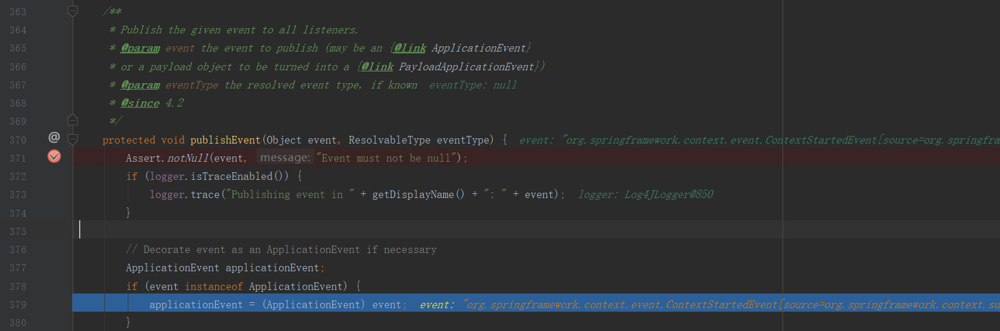 363 /**
364 * Publish the given event to all listeners.
365 * @param event the event to publish (may be an {@link ApplicationEvent}
366 * or a payload object to be turned into a {@link PayloadApplicationEvent})
367 * @param eventType the resolved event type, if known eventType: null
368 * @since 4.2
369 */
370 @ protected void publishEvent(Object event, ResolvableType eventType) { event: "org.springframework.context.event.ContextStartedEvent[source=org.springfra
371 Assert.notNull(event, message: "Event must not be null");
372 if (logger.isTraceEnabled()) {
373 logger.trace("Publishing event in " + getDisplayName() + ": " + event); logger: Log4JLogger@850
374 }
375
376 // Decorate event as an ApplicationEvent if necessary
377 ApplicationEvent applicationEvent;
378 if (event instanceof ApplicationEvent) {
379 applicationEvent = (ApplicationEvent) event; event: "org.springframework.context.event.ContextStartedEvent[source=org.springframework.context.su
380 }